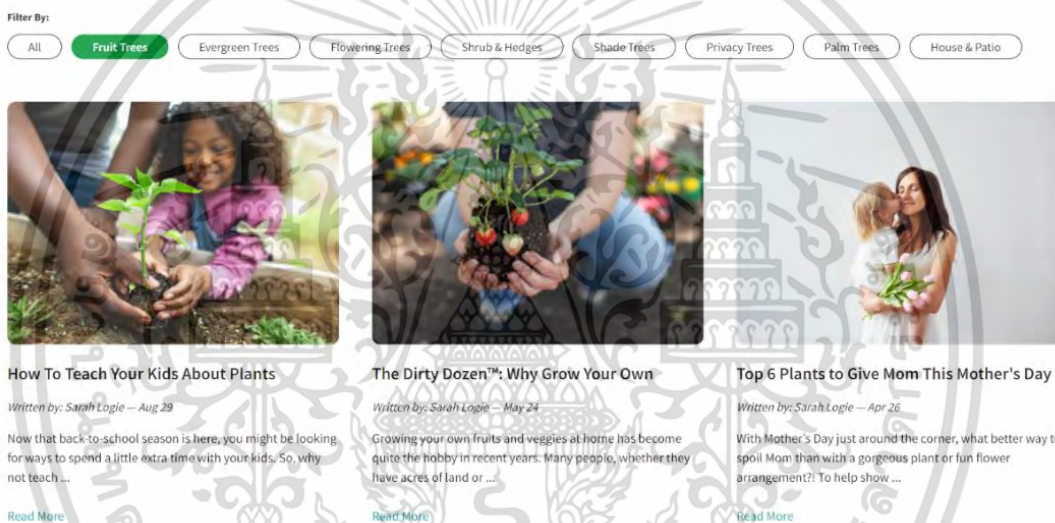 Filter By:
All Fruit Trees Evergreen Trees Flowering Trees Shrub & Hedges Shade Trees Privacy Trees Palm Trees House & Patio
How To Teach Your Kids About Plants
Written by: Sarah Logie — Aug 29
Now that back-to-school season is here, you might be looking
for ways to spend a little extra time with your kids. So, why
not teach ...
Read More
The Dirty Dozen™: Why Grow Your Own
Written by: Sarah Logie — May 24
Growing your own fruits and veggies at home has become
quite the hobby in recent years. Many people, whether they
have acres of land or ...
Read More
Top 6 Plants to Give Mom This Mother's Day
Written by: Sarah Logie — Apr 26
With Mother's Day just around the corner, what better way to
spoil Mom than with a gorgeous plant or fun flower
arrangement?! To help show ...
Read More